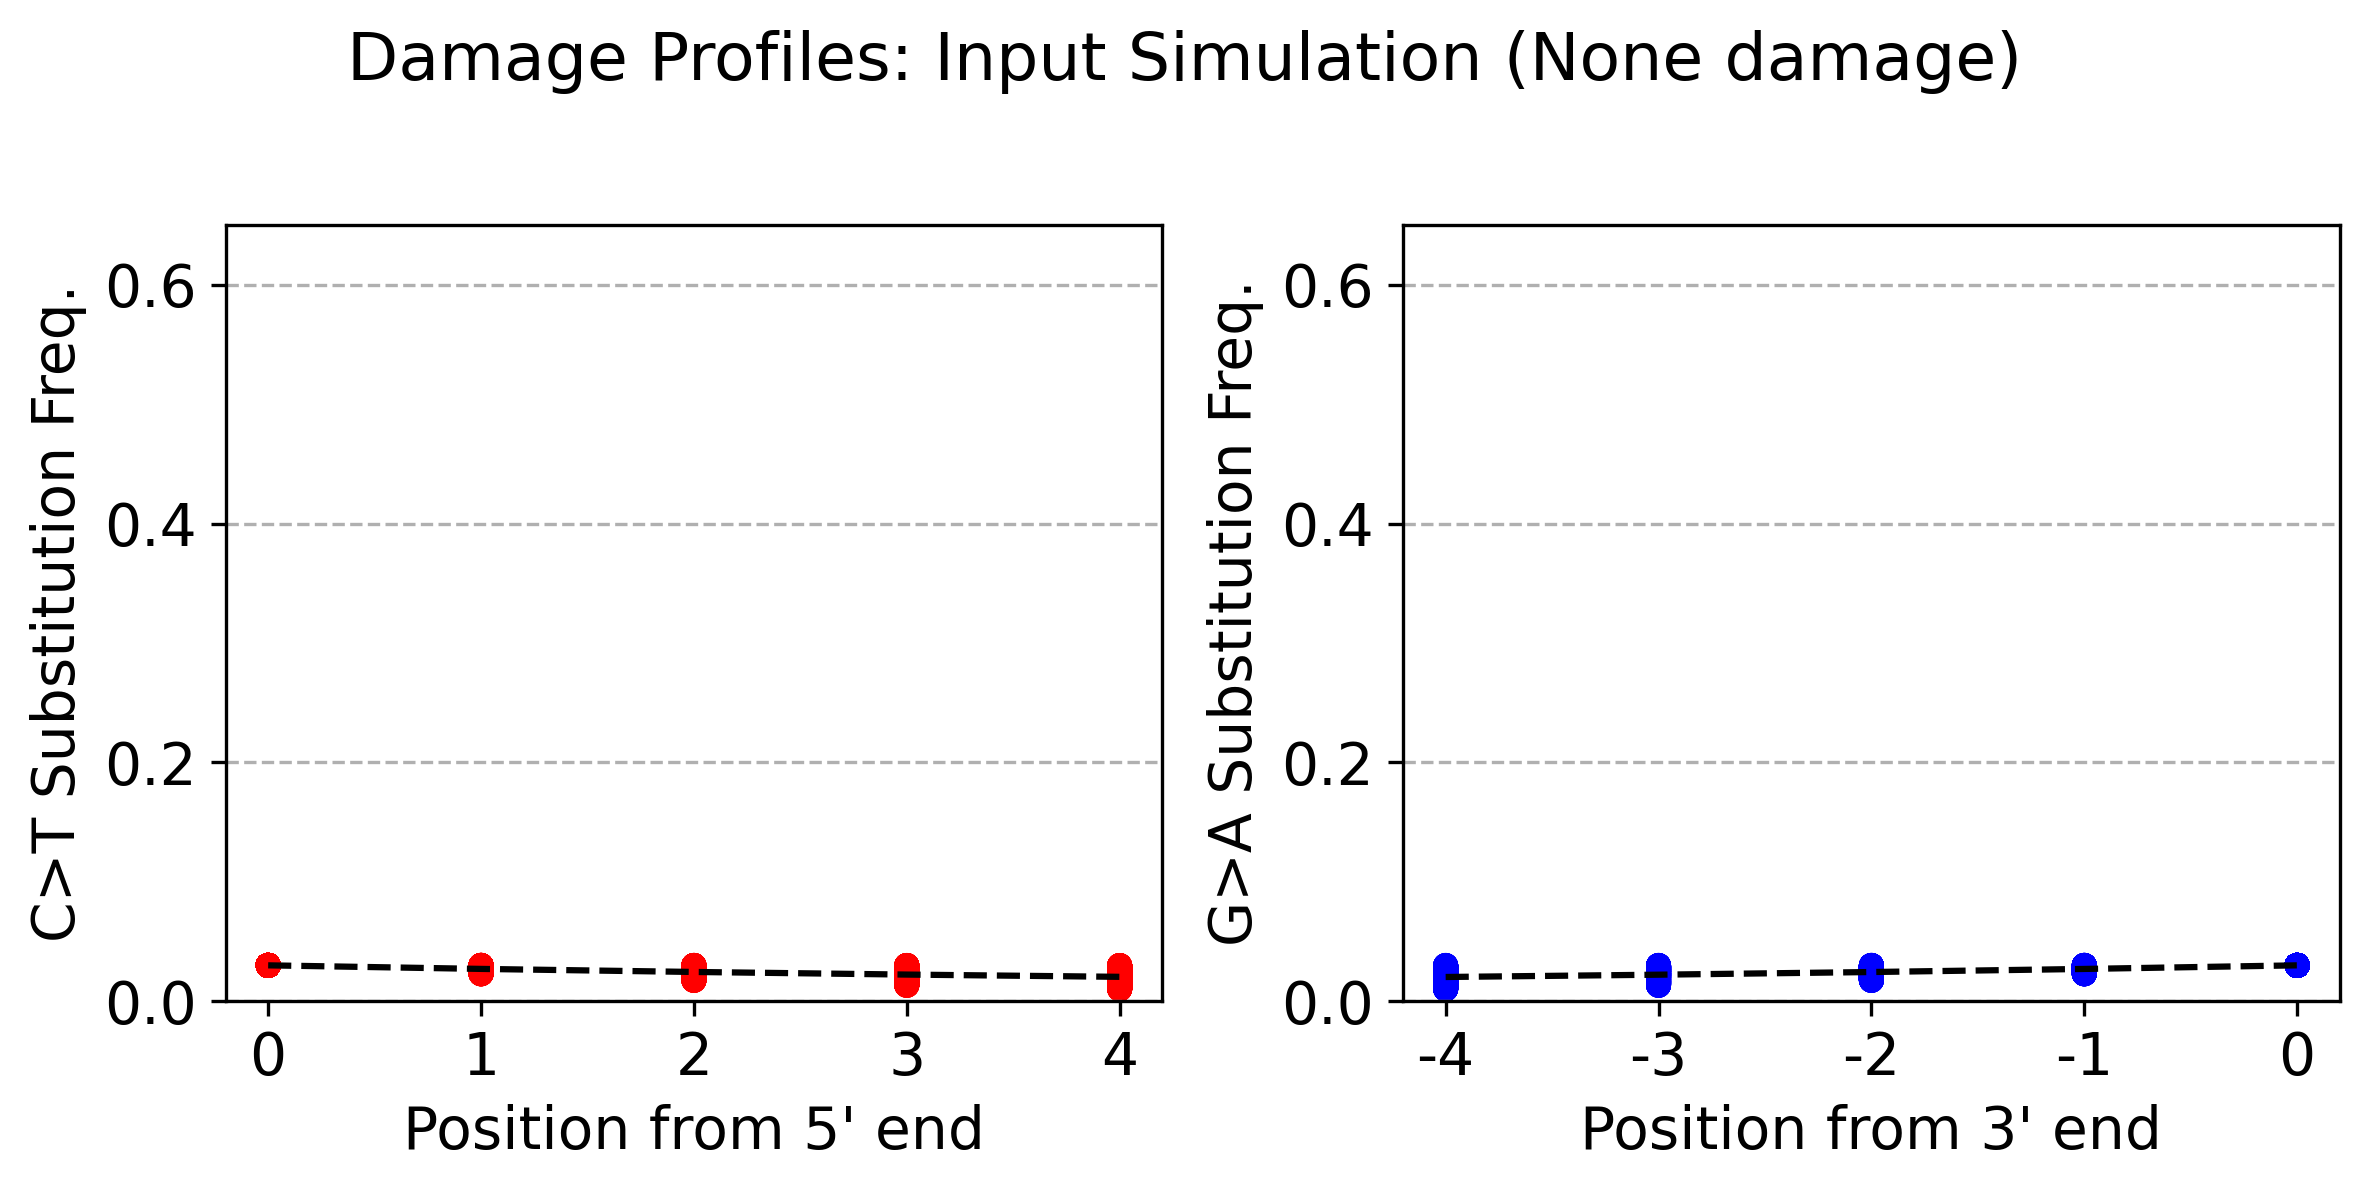 Damage Profiles: Input Simulation (None damage)
C>T Substitution Freq.
0.6
0.4
0.2
0.0
0 1 2 3 4
Position from 5' end
G>A Substitution Freq.
0.6
0.4
0.2
0.0
-4 -3 -2 -1 0
Position from 3' end